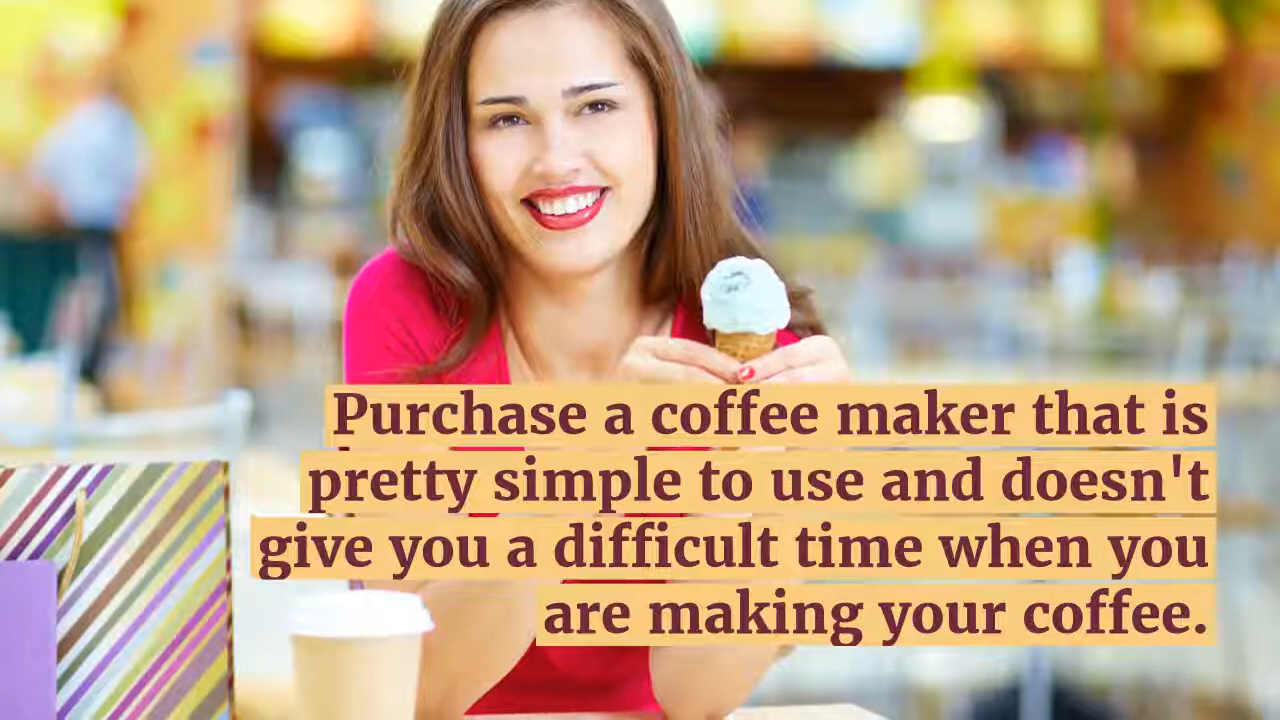 Purchase a coffee maker that is
pretty simple to use and doesn't
give you a difficult time when you
are making your coffee.